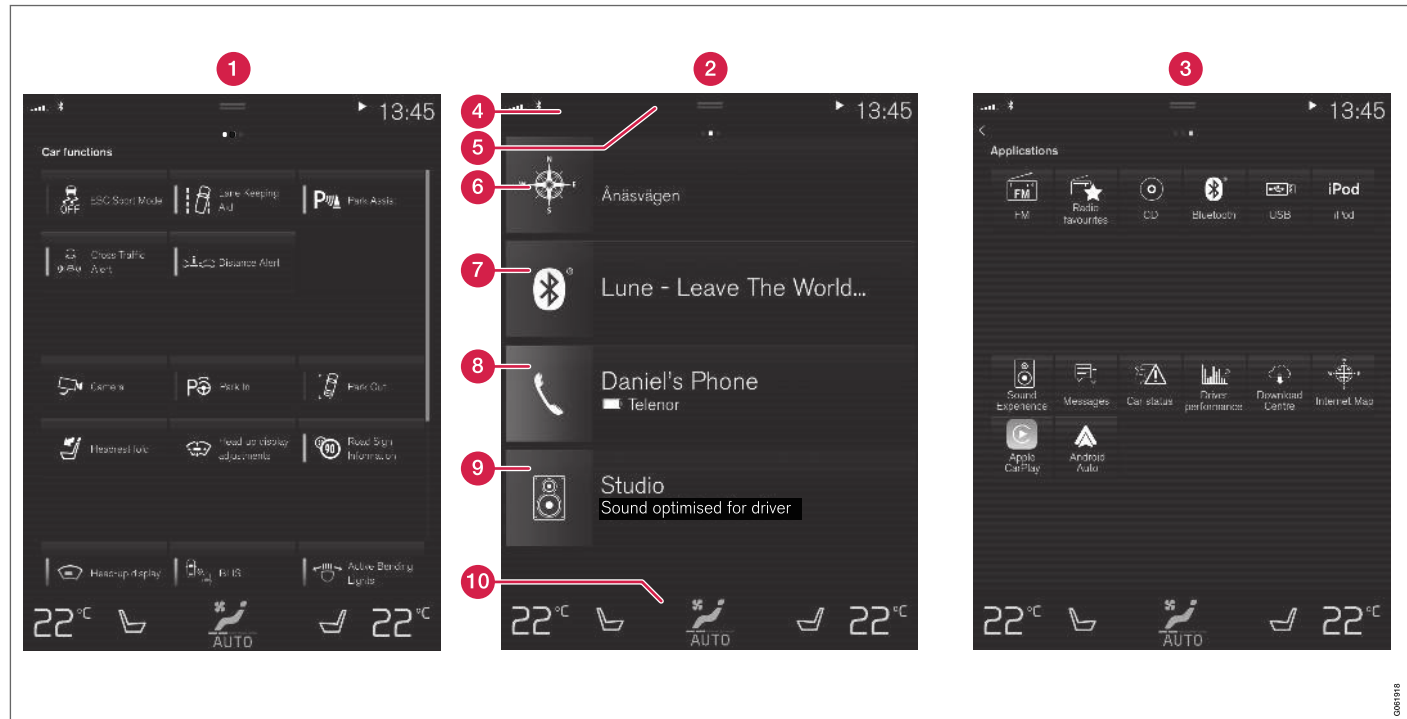 1
2
3
13:45
Car functions
ESC Sport Mode
OFF
Lane Keeping
Aid
Park Assist
Cross Traffic
Alert
Distance Alert
Camera
Park In
Park Out
Headrest fold
Head-up display
adjustments
90
Road Sign
Information
Head-up display
BLIS
Active Bending
Lights
22°C
AUTO
22°C
4
13:45
5
6
N
W
E
S
Ånäsvägen
7
Lune - Leave The World...
8
Daniel's Phone
Telenor
9
Studio
Sound optimised for driver
10
22°C
AUTO
22°C
13:45
<
Applications
FM
FM
Radio
favourites
CD
Bluetooth
USB
iPod
iPod
Sound
Experience
Messages
Car status
Driver
performance
Download
Centre
Internet Map
Apple
CarPlay
Android
Auto
22°C
AUTO
22°C
G061918